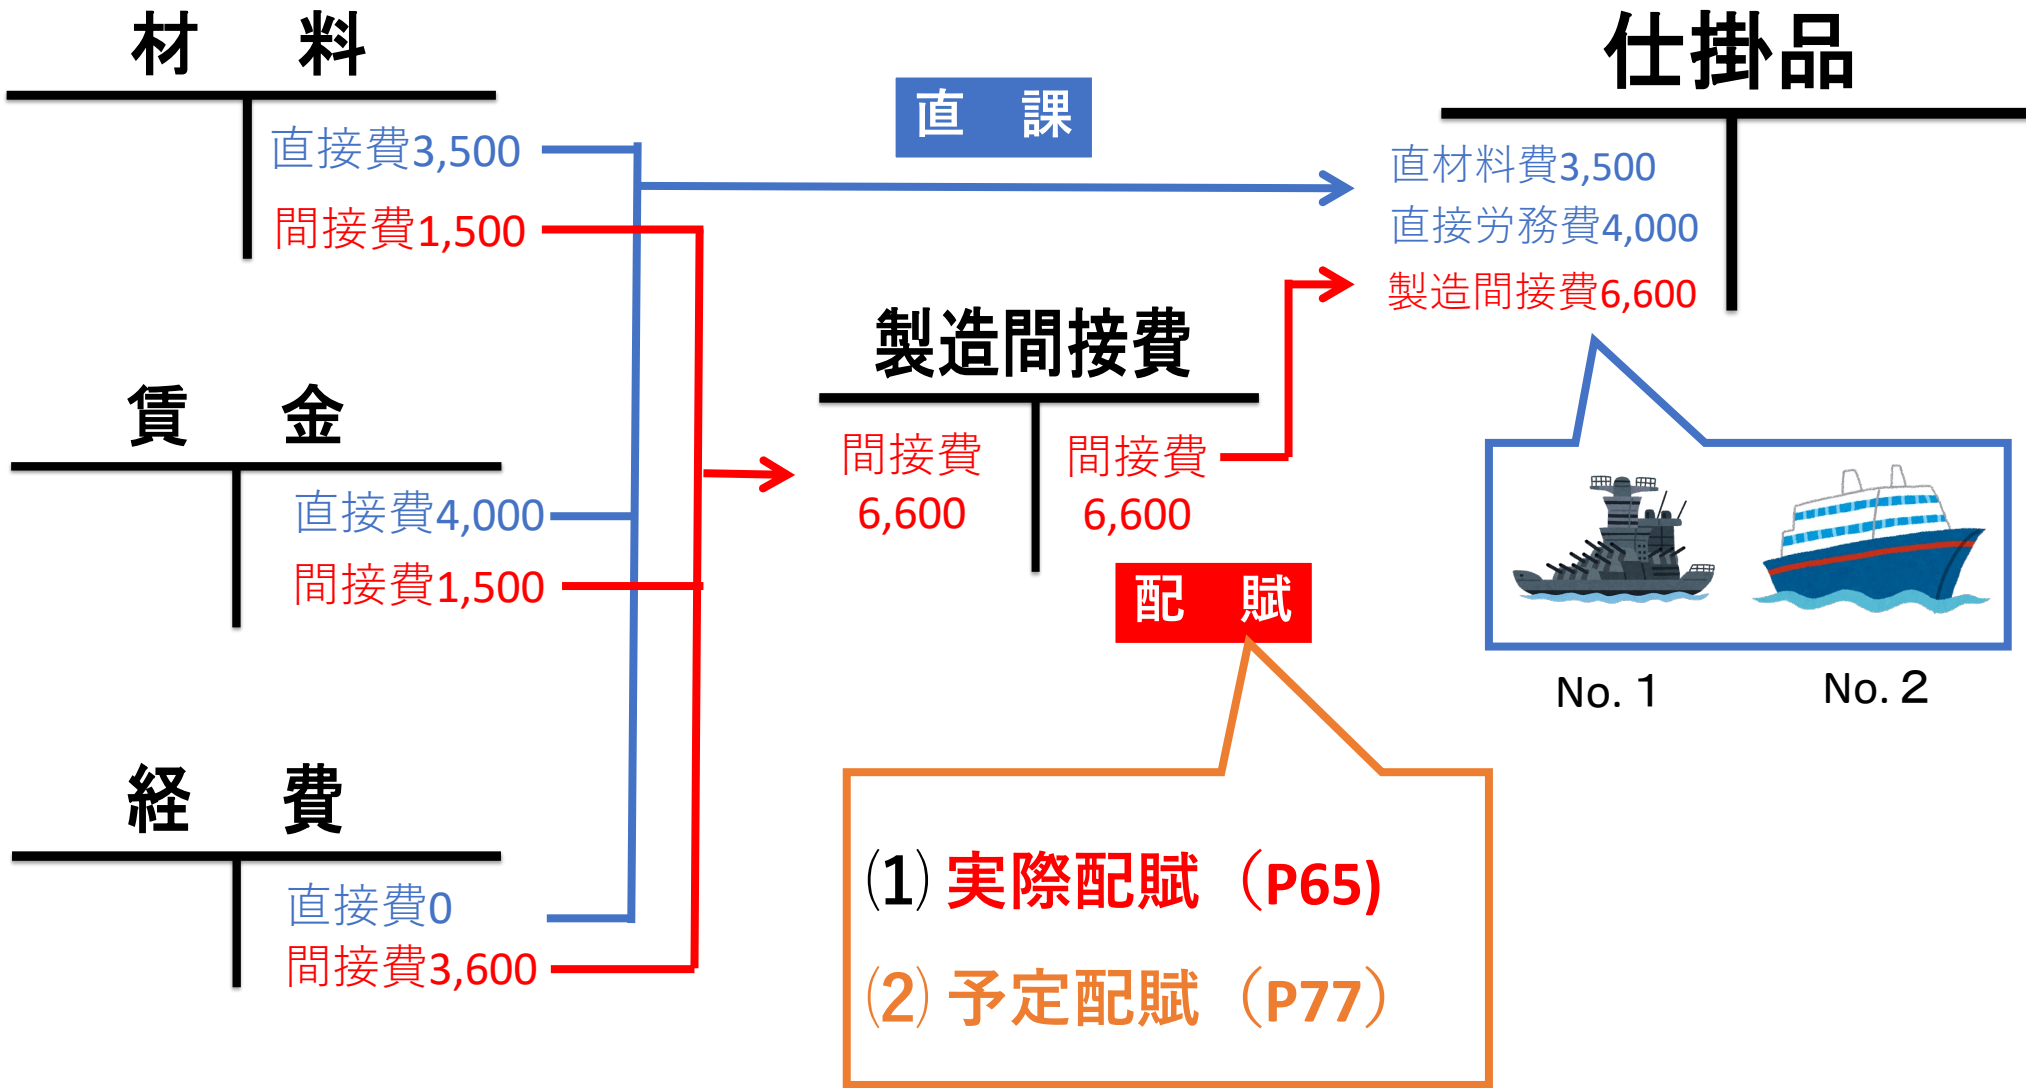 材　料
直接費3,500
間接費1,500
賃　金
直接費4,000
間接費1,500
経　費
直接費0
間接費3,600
直　課
製造間接費
間接費
6,600
間接費
6,600
配　賦
(1) 実際配賦（P65)
(2) 予定配賦（P77）
仕掛品
直材料費3,500
直接労務費4,000
製造間接費6,600
No.１
No.２